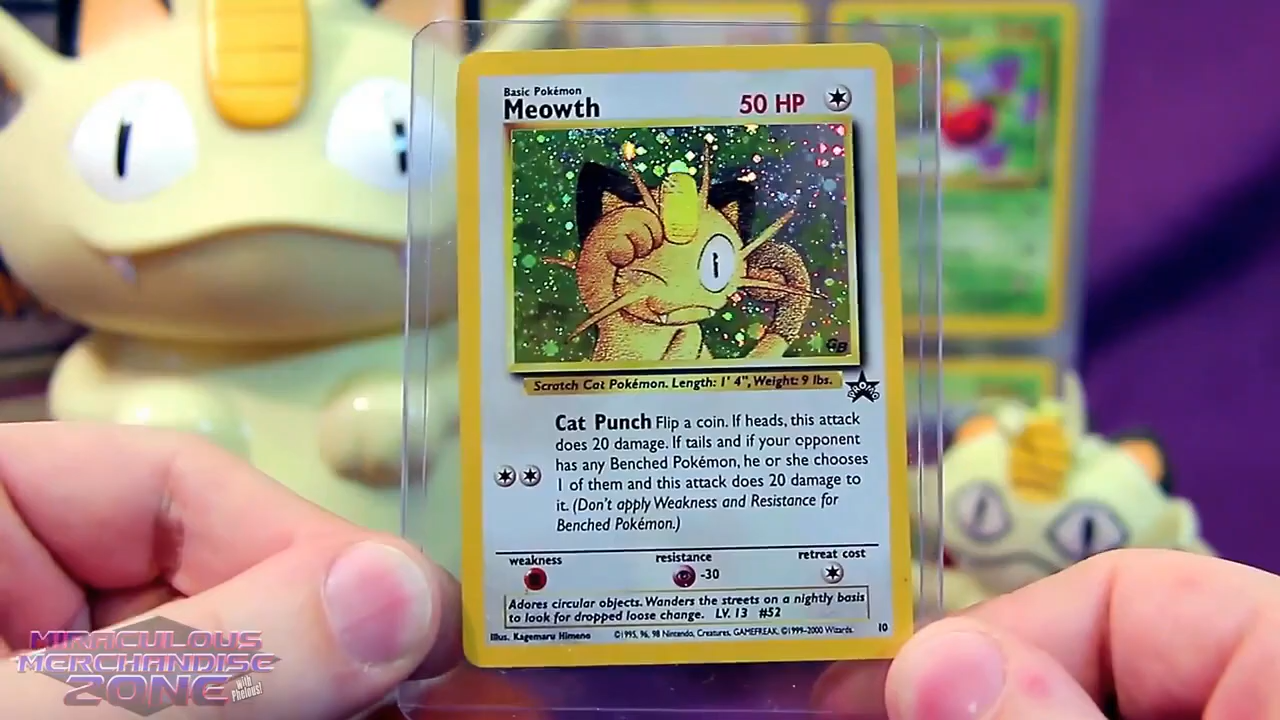 Basic Pokémon
Meowth 50 HP
GB
Scratch Cat Pokémon. Length: 1' 4", Weight: 9 lbs.
PROMO
Cat Punch Flip a coin. If heads, this attack
does 20 damage. If tails and if your opponent
has any Benched Pokémon, he or she chooses
1 of them and this attack does 20 damage to
it. (Don't apply Weakness and Resistance for
Benched Pokémon.)
weakness resistance retreat cost
-30
Adores circular objects. Wanders the streets on a nightly basis
to look for dropped loose change. LV. 13 #52
Illus. Kagemaru Himeno ©1995, 96, 98 Nintendo, Creatures, GAMEFREAK. ©1999-2000 Wizards. 10
MIRACULOUS
MERCHANDISE
ZONE with
Phelous!